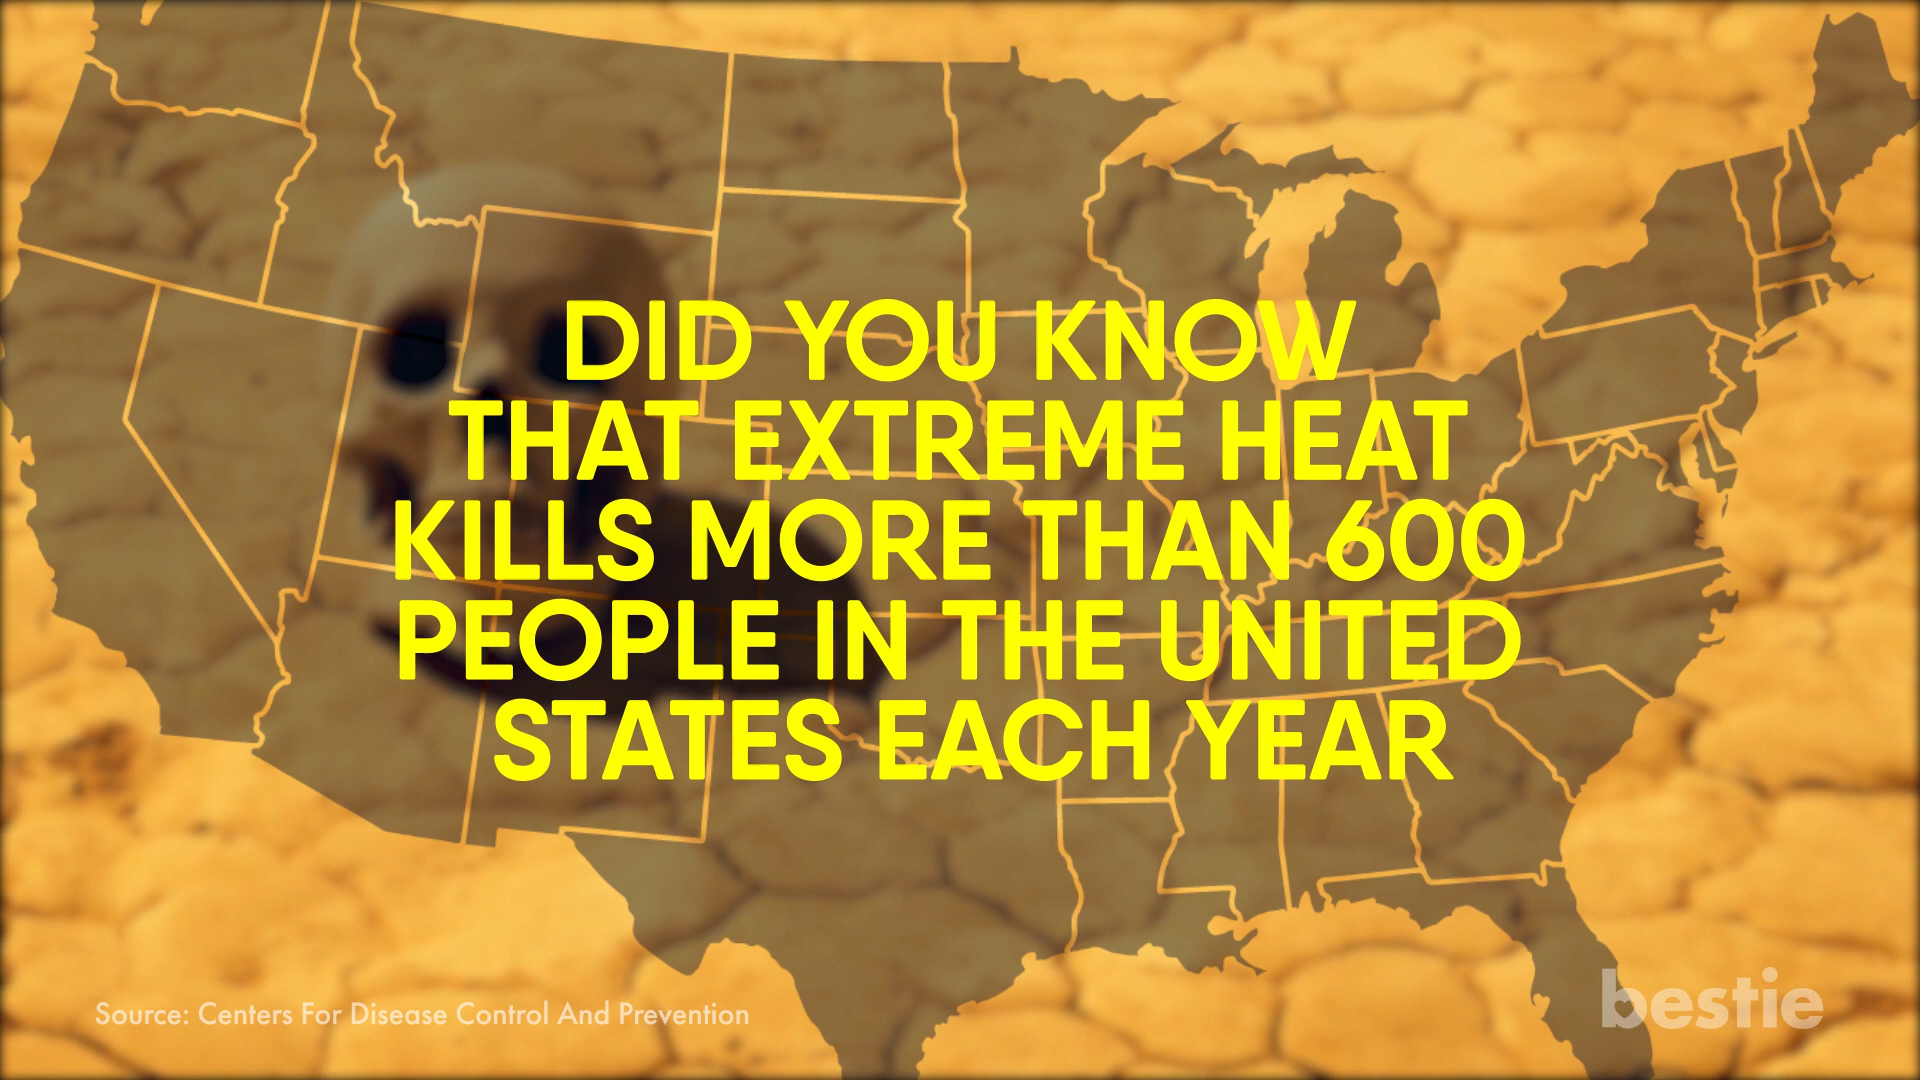 DID YOU KNOW
THAT EXTREME HEAT
KILLS MORE THAN 600
PEOPLE IN THE UNITED
STATES EACH YEAR
Source: Centers For Disease Control And Prevention
bestie